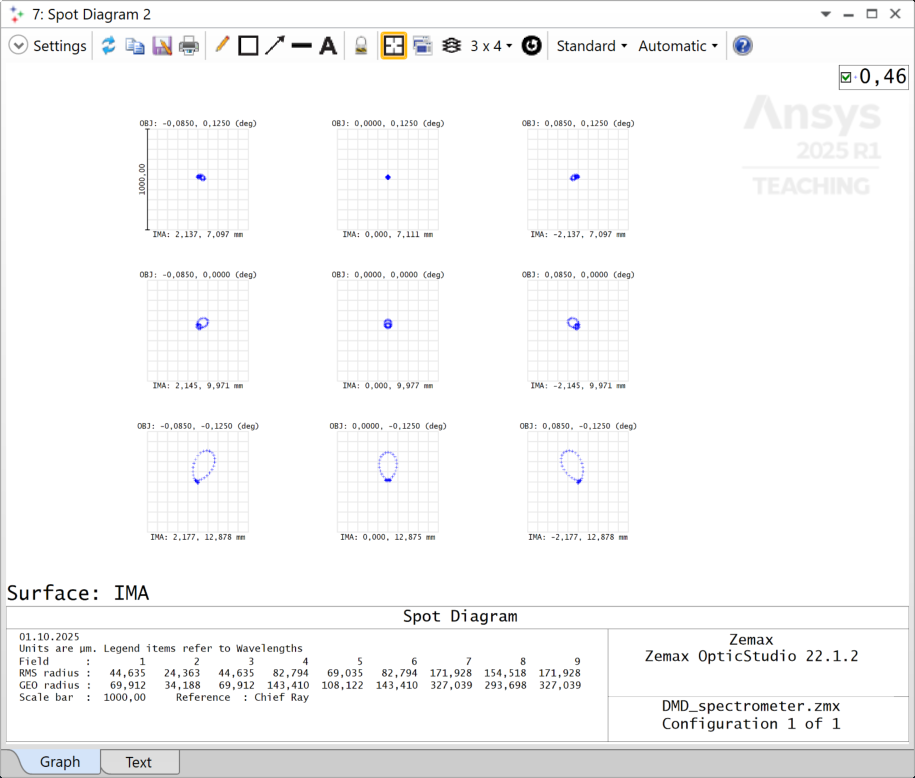 7: Spot Diagram 2
Settings
A
3 x 4
Standard
Automatic
0,46
Ansys
2025 R1
TEACHING
OBJ: -0,0850, 0,1250 (deg)
OBJ: 0,0000, 0,1250 (deg)
OBJ: 0,0850, 0,1250 (deg)
1000,00
IMA: 2,137, 7,097 mm
IMA: 0,000, 7,111 mm
IMA: -2,137, 7,097 mm
OBJ: -0,0850, 0,0000 (deg)
OBJ: 0,0000, 0,0000 (deg)
OBJ: 0,0850, 0,0000 (deg)
IMA: 2,145, 9,971 mm
IMA: 0,000, 9,977 mm
IMA: -2,145, 9,971 mm
OBJ: -0,0850, -0,1250 (deg)
OBJ: 0,0000, -0,1250 (deg)
OBJ: 0,0850, -0,1250 (deg)
IMA: 2,177, 12,878 mm
IMA: 0,000, 12,875 mm
IMA: -2,177, 12,878 mm
Surface: IMA
Spot Diagram
01.10.2025
Units are µm. Legend items refer to Wavelengths
Field : 1 2 3 4 5 6 7 8 9
RMS radius : 44,635 24,363 44,635 82,794 69,035 82,794 171,928 154,518 171,928
GEO radius : 69,912 34,188 69,912 143,410 108,122 143,410 327,039 293,698 327,039
Scale bar : 1000,00 Reference : Chief Ray
Zemax
Zemax OpticStudio 22.1.2
DMD_spectrometer.zmx
Configuration 1 of 1
Graph
Text